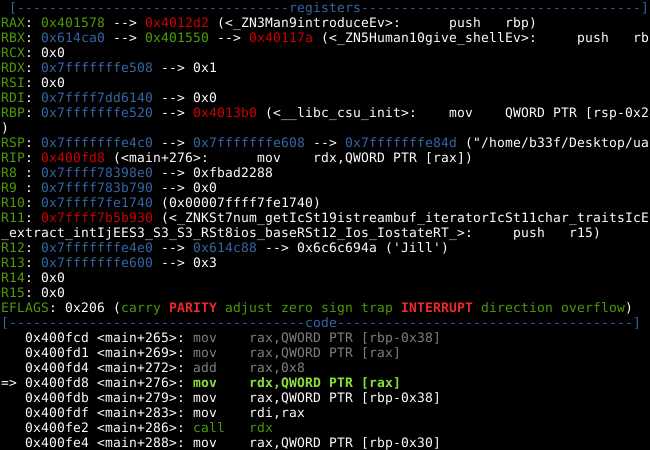 [----------------------------------registers-----------------------------------]
RAX: 0x401578 --> 0x4012d2 (<_ZN3Man9introduceEv>:	push   rbp)
RBX: 0x614ca0 --> 0x401550 --> 0x40117a (<_ZN5Human10give_shellEv>:	push   rb
RCX: 0x0
RDX: 0x7fffffffe508 --> 0x1
RSI: 0x0
RDI: 0x7ffff7dd6140 --> 0x0
RBP: 0x7fffffffe520 --> 0x4013b0 (<__libc_csu_init>:	mov    QWORD PTR [rsp-0x2
)
RSP: 0x7fffffffe4c0 --> 0x7fffffffe608 --> 0x7fffffffe84d ("/home/b33f/Desktop/ua
RIP: 0x400fd8 (<main+276>:	mov    rdx,QWORD PTR [rax])
R8 : 0x7ffff78398e0 --> 0xfbad2288
R9 : 0x7ffff783b790 --> 0x0
R10: 0x7ffff7fe1740 (0x00007ffff7fe1740)
R11: 0x7ffff7b5b930 (<_ZNKSt7num_getIcSt19istreambuf_iteratorIcSt11char_traitsIcE
_extract_intIjEES3_S3_S3_RSt8ios_baseRSt12_Ios_IostateRT_>:	push   r15)
R12: 0x7fffffffe4e0 --> 0x614c88 --> 0x6c6c694a ('Jill')
R13: 0x7fffffffe600 --> 0x3
R14: 0x0
R15: 0x0
EFLAGS: 0x206 (carry PARITY adjust zero sign trap INTERRUPT direction overflow)
[-------------------------------------code-------------------------------------]
   0x400fcd <main+265>:	mov    rax,QWORD PTR [rbp-0x38]
   0x400fd1 <main+269>:	mov    rax,QWORD PTR [rax]
   0x400fd4 <main+272>:	add    rax,0x8
=> 0x400fd8 <main+276>:	mov    rdx,QWORD PTR [rax]
   0x400fdb <main+279>:	mov    rax,QWORD PTR [rbp-0x38]
   0x400fdf <main+283>:	mov    rdi,rax
   0x400fe2 <main+286>:	call   rdx
   0x400fe4 <main+288>:	mov    rax,QWORD PTR [rbp-0x30]